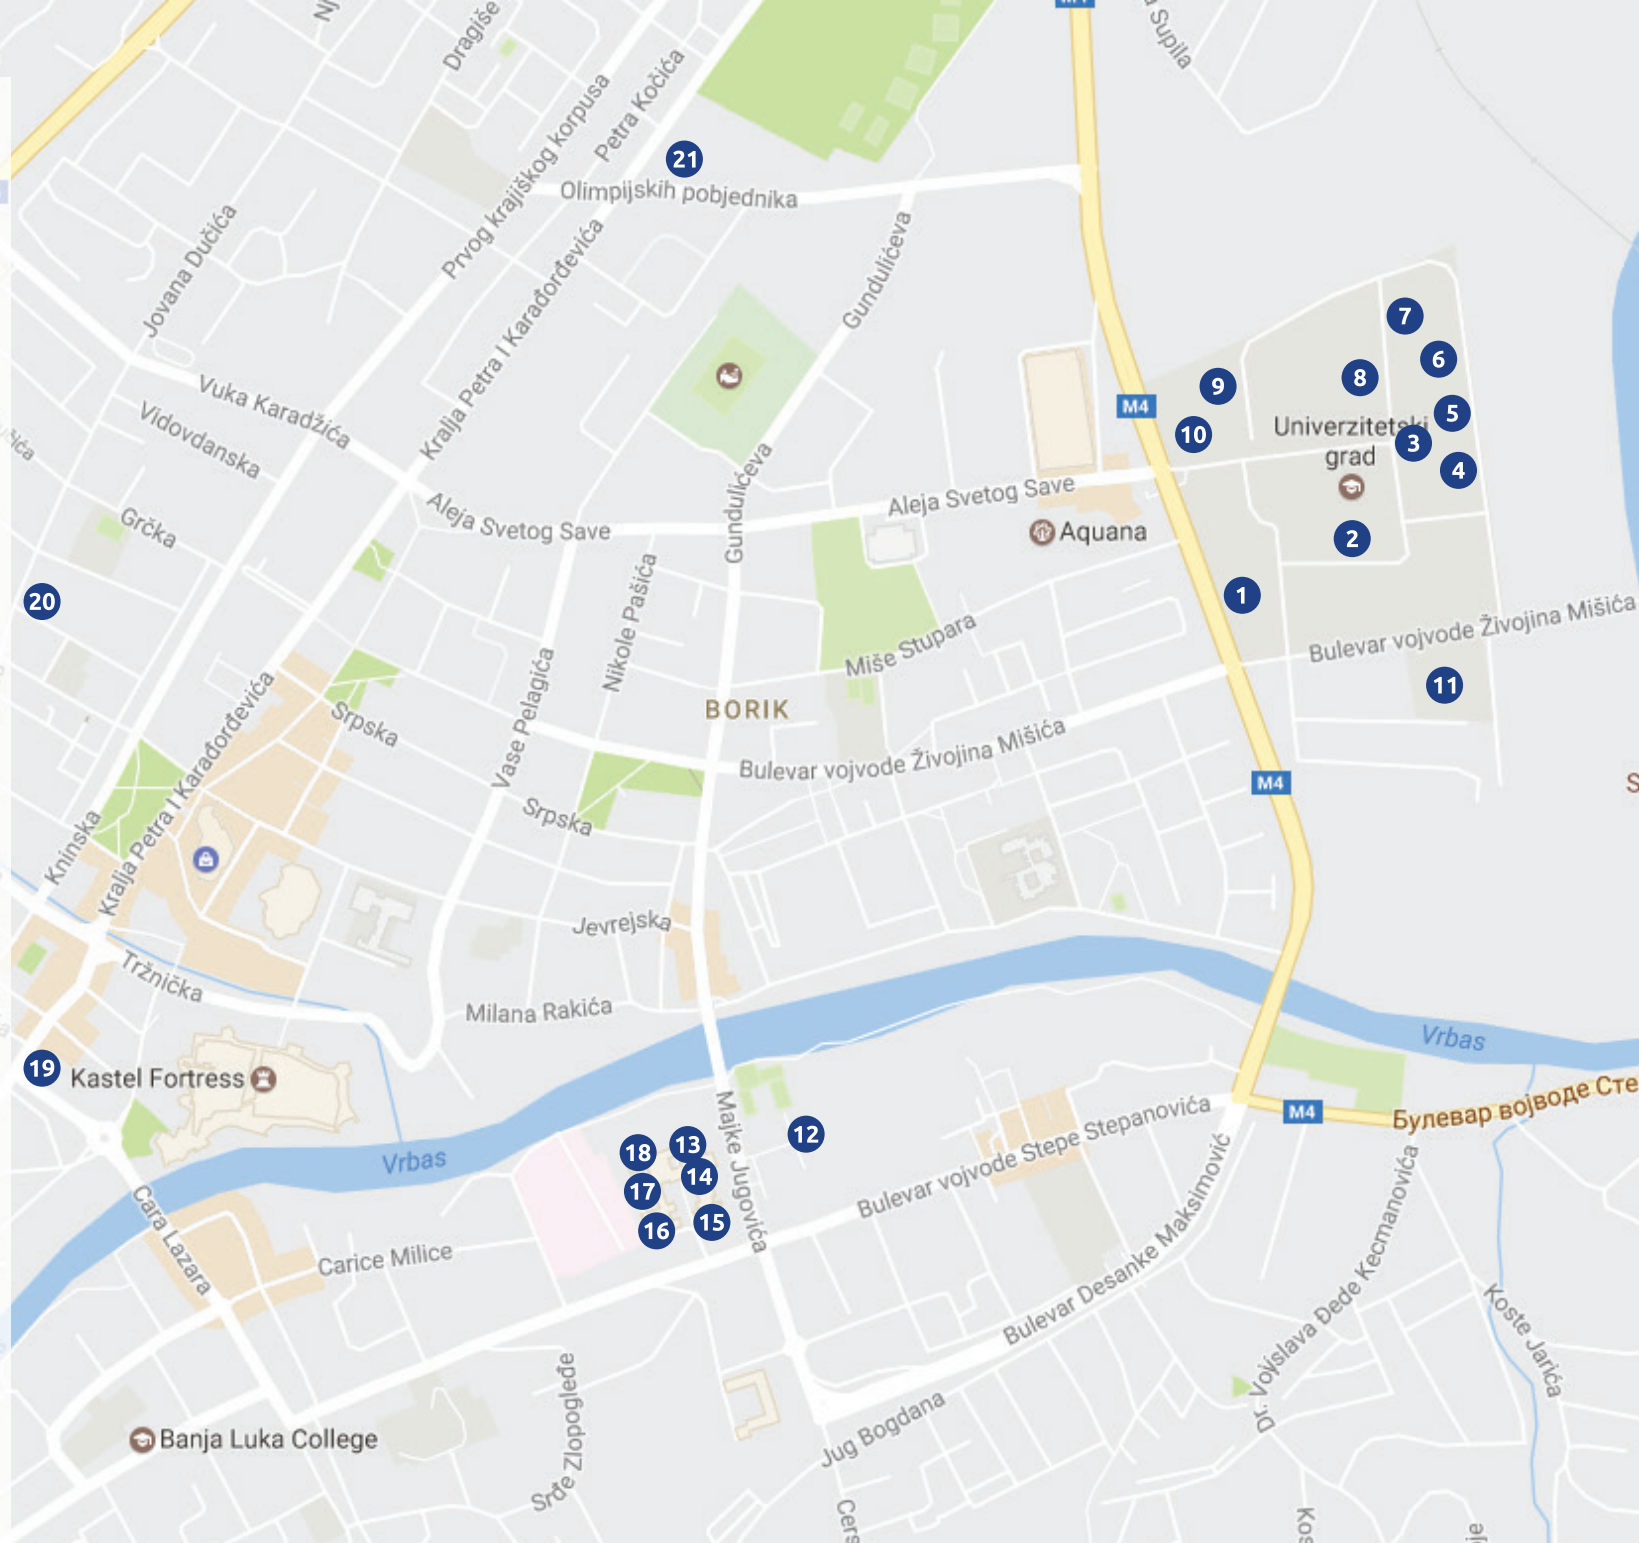 M4
Supila
Dragiše
Petra Kočića
Prvog krajiškog korpusa
21
Olimpijskih pobjednika
Jovana Dučića
Gundulićeva
Kralja Petra I Karađorđevića
7
6
8
9
5
M4
Vuka Karadžića
Vidovdanska
Univerzitetski
grad
10
3
4
Gundulićeva
Aleja Svetog Save
Aleja Svetog Save
Grčka
Aquana
2
Nikole Pašića
20
1
Bulevar vojvode Živojina Mišića
Miše Stupara
Kralja Petra I Karađorđevića
Vase Pelagića
11
Srpska
BORIK
Bulevar vojvode Živojina Mišića
M4
S
Srpska
Kninska
Jevrejska
Tržnička
Milana Rakića
Vrbas
19
Kastel Fortress
Булевар војводе Сте
M4
Majke Jugovića
Bulevar vojvode Stepe Stepanovića
12
13
18
14
17
15
16
Vrbas
Cara Lazara
Carice Milice
Bulevar Desanke Maksimović
Dr. Vojislava Đede Kecmanovića
Koste Jarića
Srđe Zlopogleđe
Jug Bogdana
Banja Luka College
Cers
Kos
je